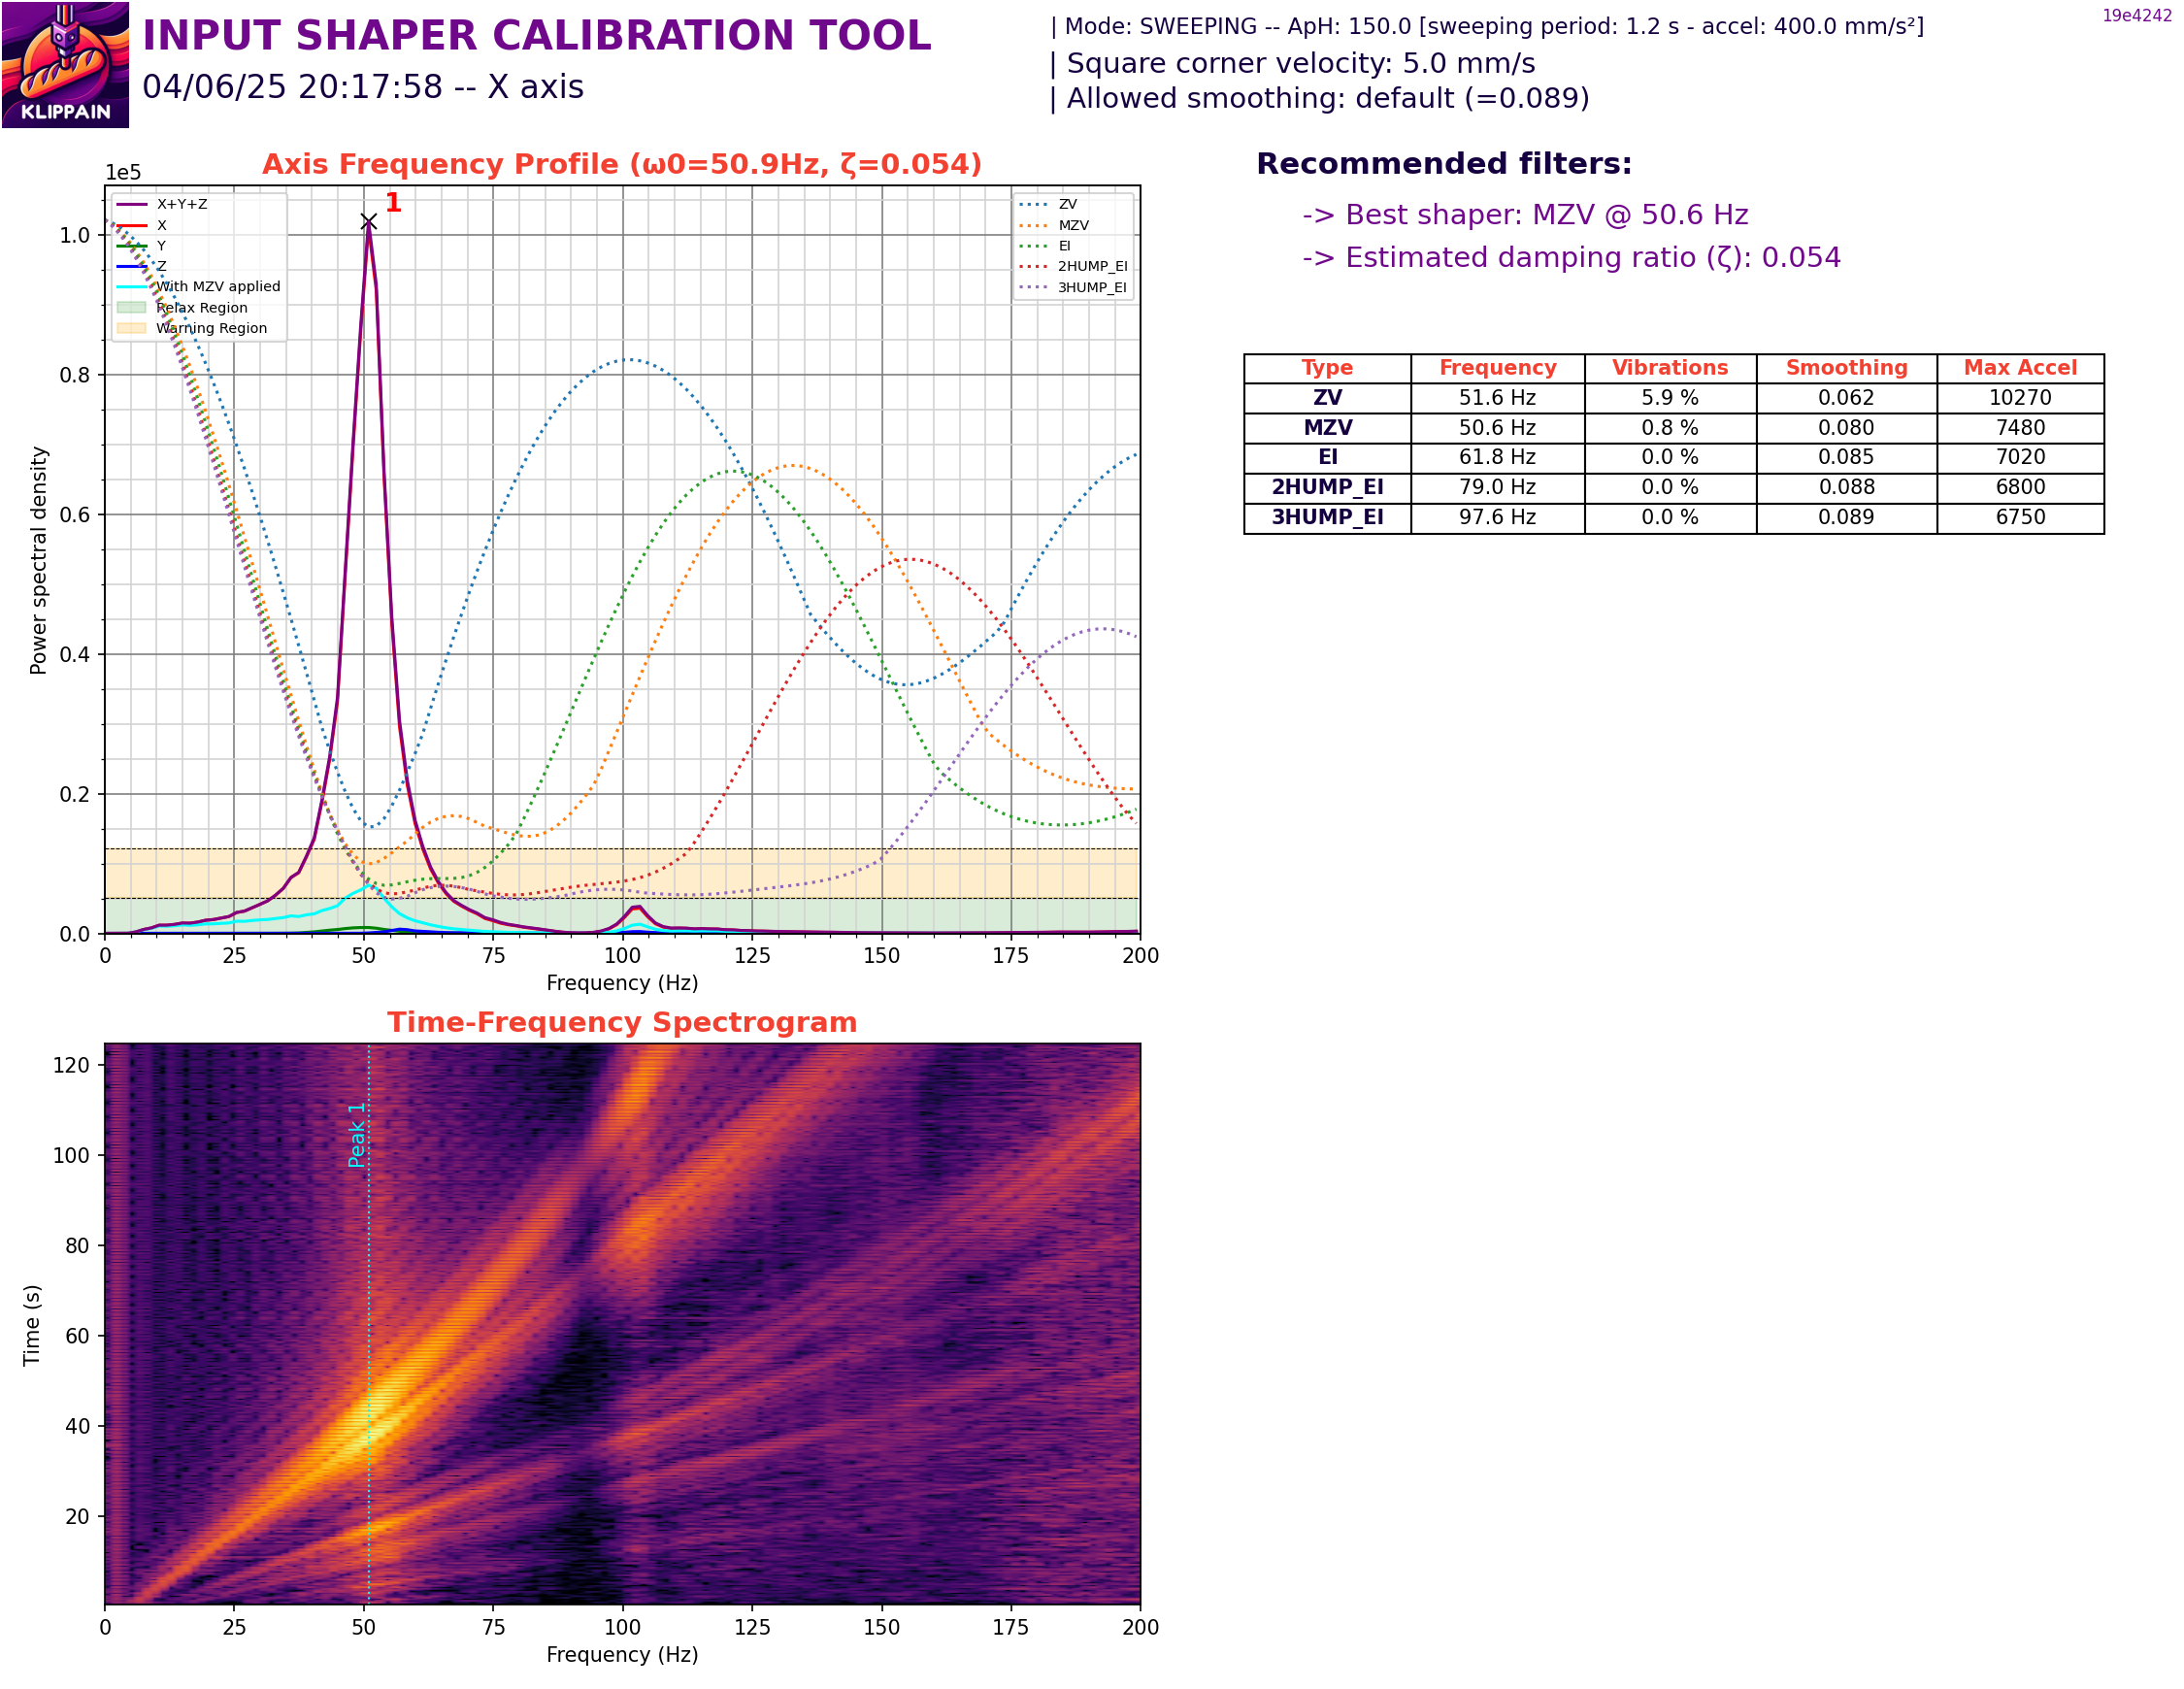 KLIPPAIN
INPUT SHAPER CALIBRATION TOOL
04/06/25 20:17:58 -- X axis
| Mode: SWEEPING -- ApH: 150.0 [sweeping period: 1.2 s - accel: 400.0 mm/s²]
| Square corner velocity: 5.0 mm/s
| Allowed smoothing: default (=0.089)
19e4242
Axis Frequency Profile (ω0=50.9Hz, ζ=0.054)
1e5
X+Y+Z
X
Y
Z
With MZV applied
Relax Region
Warning Region
1
ZV
MZV
EI
2HUMP_EI
3HUMP_EI
Power spectral density
1.0
0.8
0.6
0.4
0.2
0.0
0 25 50 75 100 125 150 175 200
Frequency (Hz)
Recommended filters:
-> Best shaper: MZV @ 50.6 Hz
-> Estimated damping ratio (ζ): 0.054
Type Frequency Vibrations Smoothing Max Accel
ZV 51.6 Hz 5.9 % 0.062 10270
MZV 50.6 Hz 0.8 % 0.080 7480
EI 61.8 Hz 0.0 % 0.085 7020
2HUMP_EI 79.0 Hz 0.0 % 0.088 6800
3HUMP_EI 97.6 Hz 0.0 % 0.089 6750
Time-Frequency Spectrogram
Time (s)
120
100
80
60
40
20
Peak 1
0 25 50 75 100 125 150 175 200
Frequency (Hz)